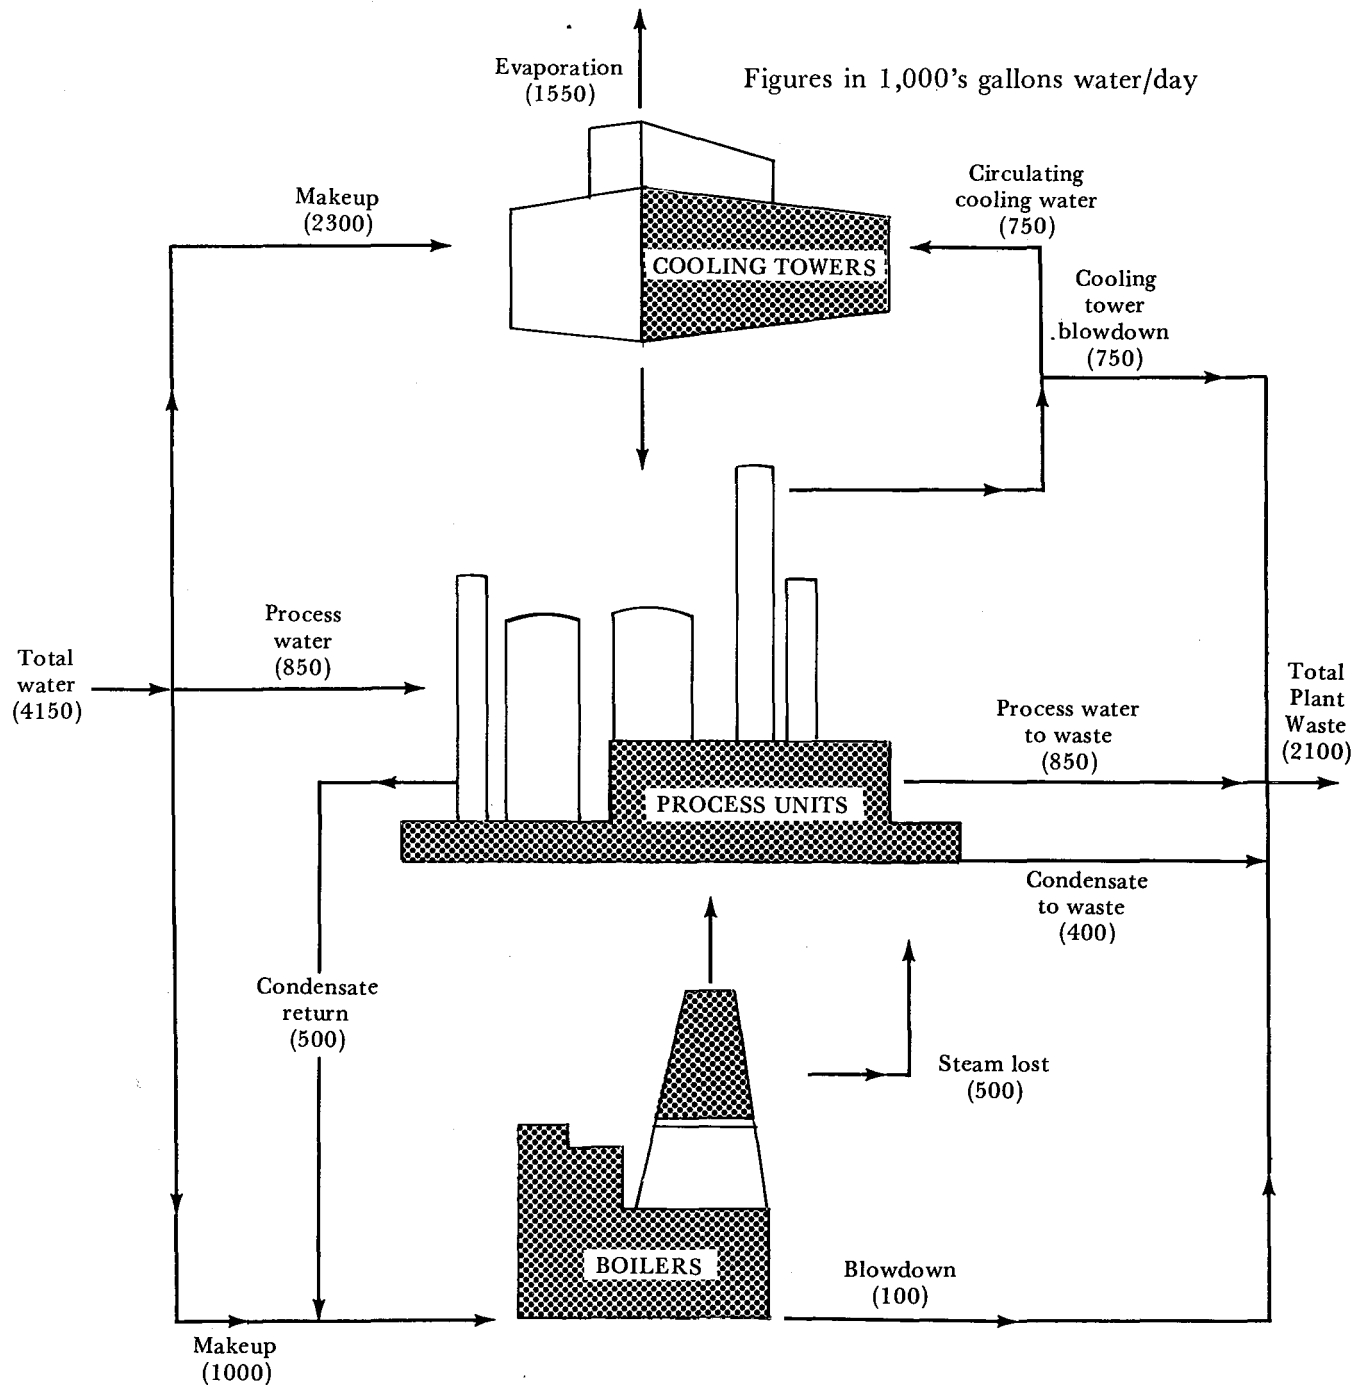 Evaporation
(1550)
Figures in 1,000's gallons water/day
Makeup
(2300)
Circulating
cooling water
(750)
COOLING TOWERS
Cooling
tower
blowdown
(750)
Process
water
(850)
Total
water
(4150)
Total
Plant
Waste
(2100)
Process water
to waste
(850)
PROCESS UNITS
Condensate
to waste
(400)
Condensate
return
(500)
Steam lost
(500)
BOILERS
Blowdown
(100)
Makeup
(1000)